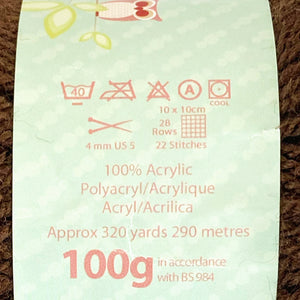 40 A COOL
10 x 10cm
28
Rows
4 mm US 5 22 Stitches
100% Acrylic
Polyacryl/Acrylique
Acryl/Acrilica
Approx 320 yards 290 metres
100g in accordance
with BS 984